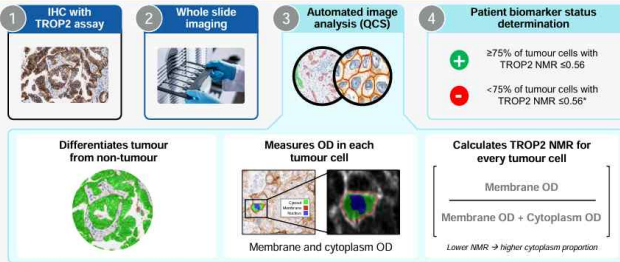 1
IHC with
TROP2 assay
2
Whole slide
imaging
3
Automated image
analysis (QCS)
4
Patient biomarker status
determination
+
≥75% of tumour cells with
TROP2 NMR ≤0.56
-
<75% of tumour cells with
TROP2 NMR ≤0.56*
Differentiates tumour
from non-tumour
Measures OD in each
tumour cell
Cytosol
Membrane
Nucleus
Membrane and cytoplasm OD
Calculates TROP2 NMR for
every tumour cell
Membrane OD
Membrane OD + Cytoplasm OD
Lower NMR → higher cytoplasm proportion